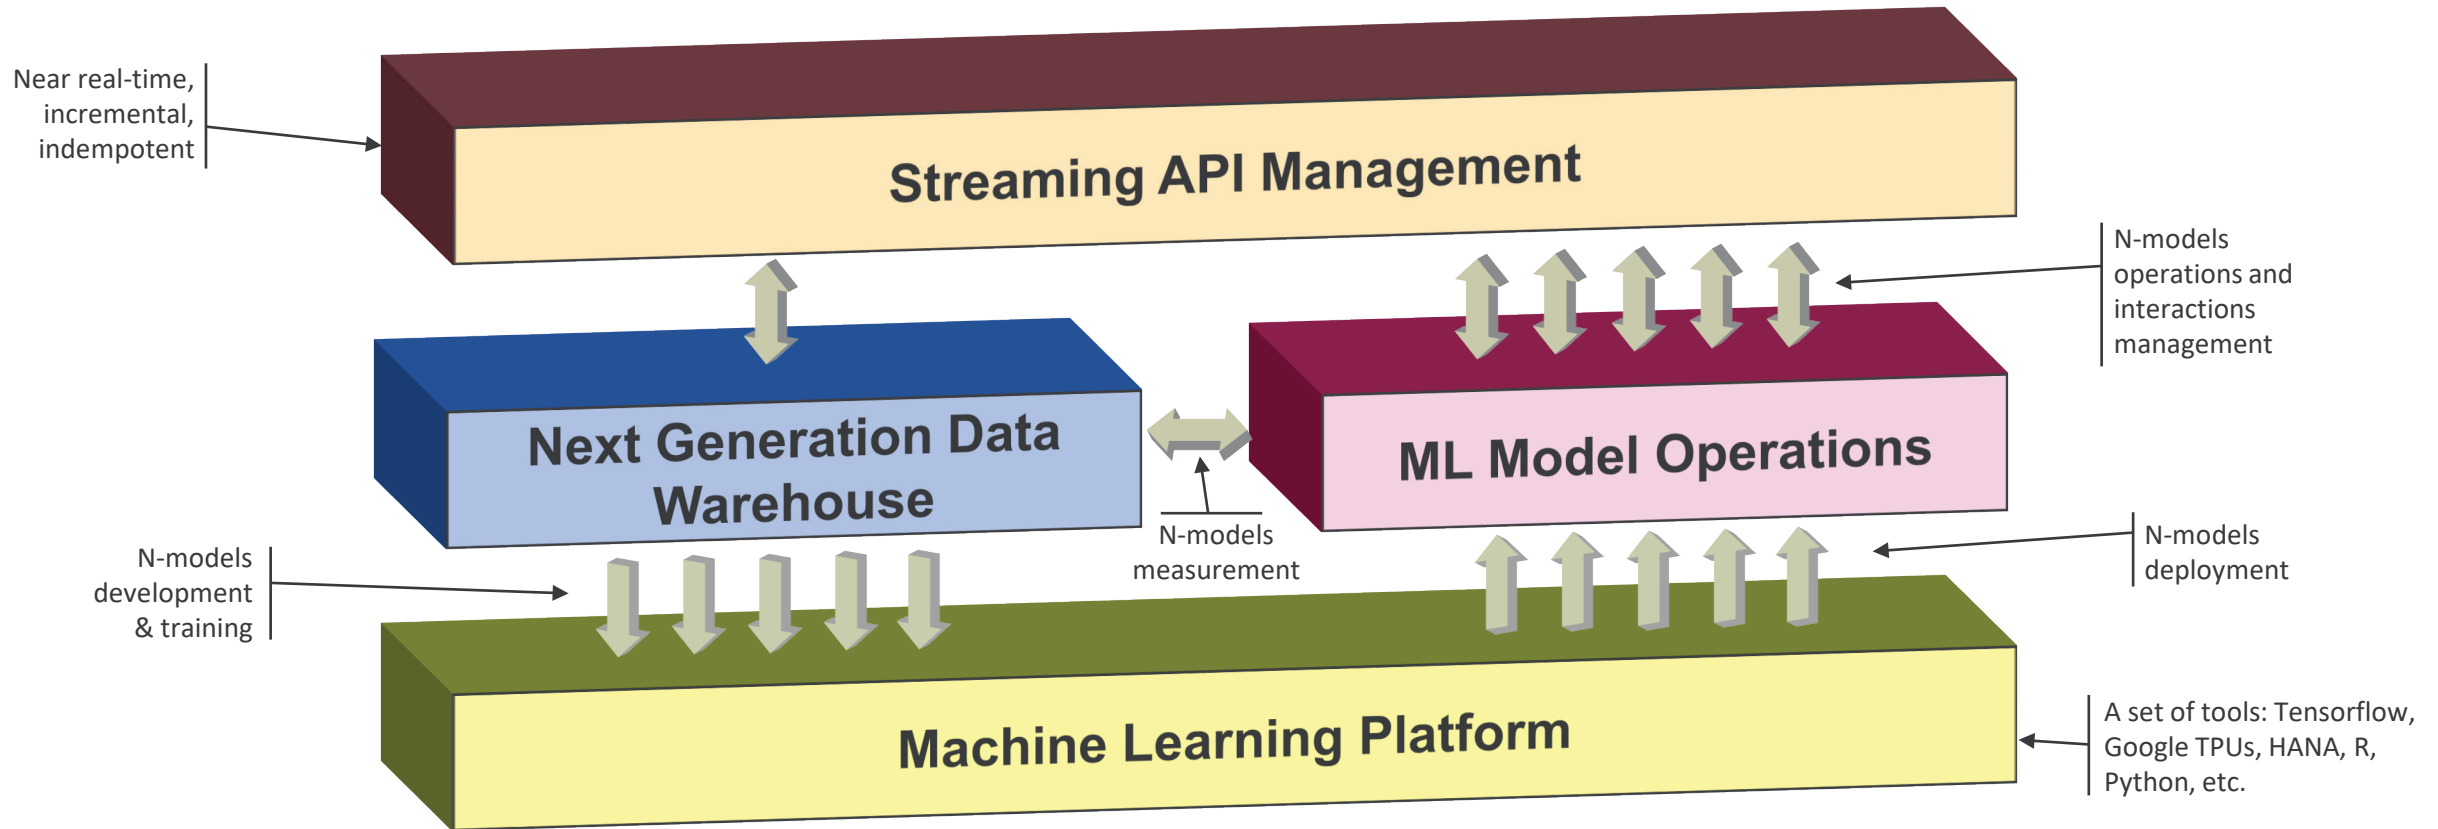 Near real-time,
incremental,
indempotent
Streaming API Management
N-models
operations and
interactions
management
Next Generation Data
Warehouse
ML Model Operations
N-models
measurement
N-models
development
& training
N-models
deployment
Machine Learning Platform
A set of tools: Tensorflow,
Google TPUs, HANA, R,
Python, etc.